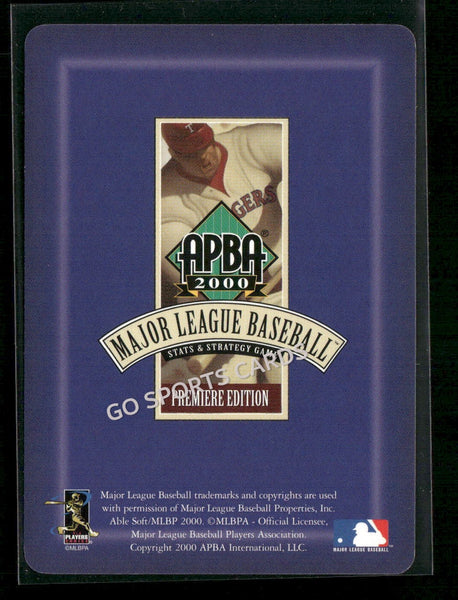 T
GERS
APBA®
2000
MAJOR LEAGUE BASEBALL™
STATS & STRATEGY GAME
GO SPORTS CARDS
PREMIERE EDITION
Major League Baseball trademarks and copyrights are used
with permission of Major League Baseball Properties, Inc.
Able Soft/MLBP 2000. ©MLBPA - Official Licensee,
Major League Baseball Players Association.
Copyright 2000 APBA International, LLC.
PLAYERS
©MLBPA
MAJOR LEAGUE BASEBALL